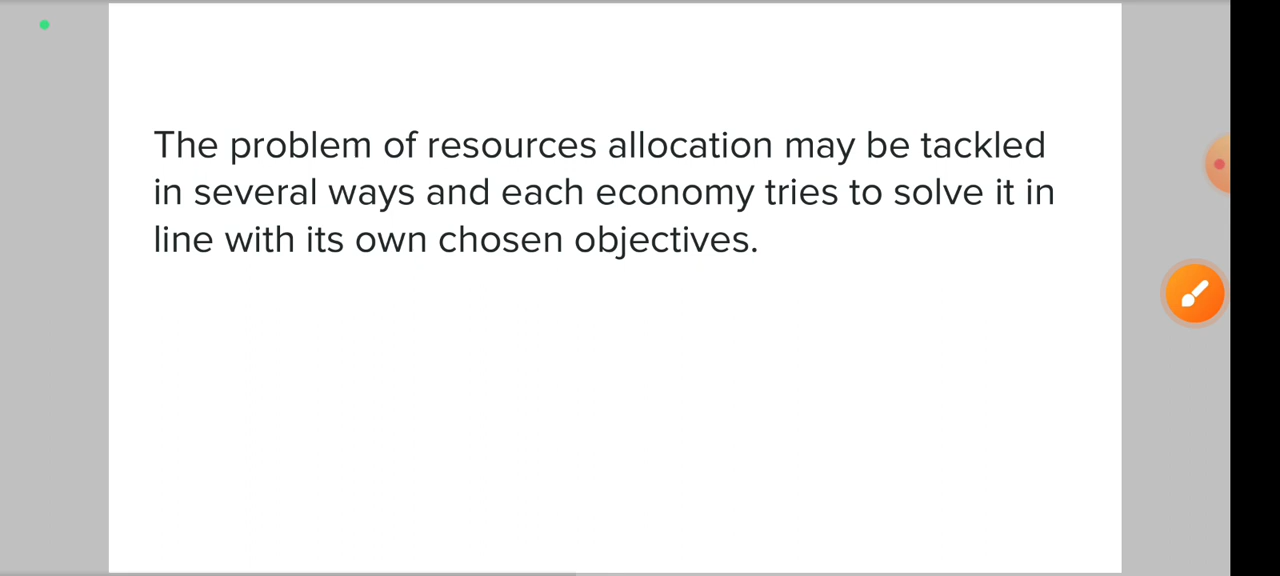 The problem of resources allocation may be tackled
in several ways and each economy tries to solve it in
line with its own chosen objectives.